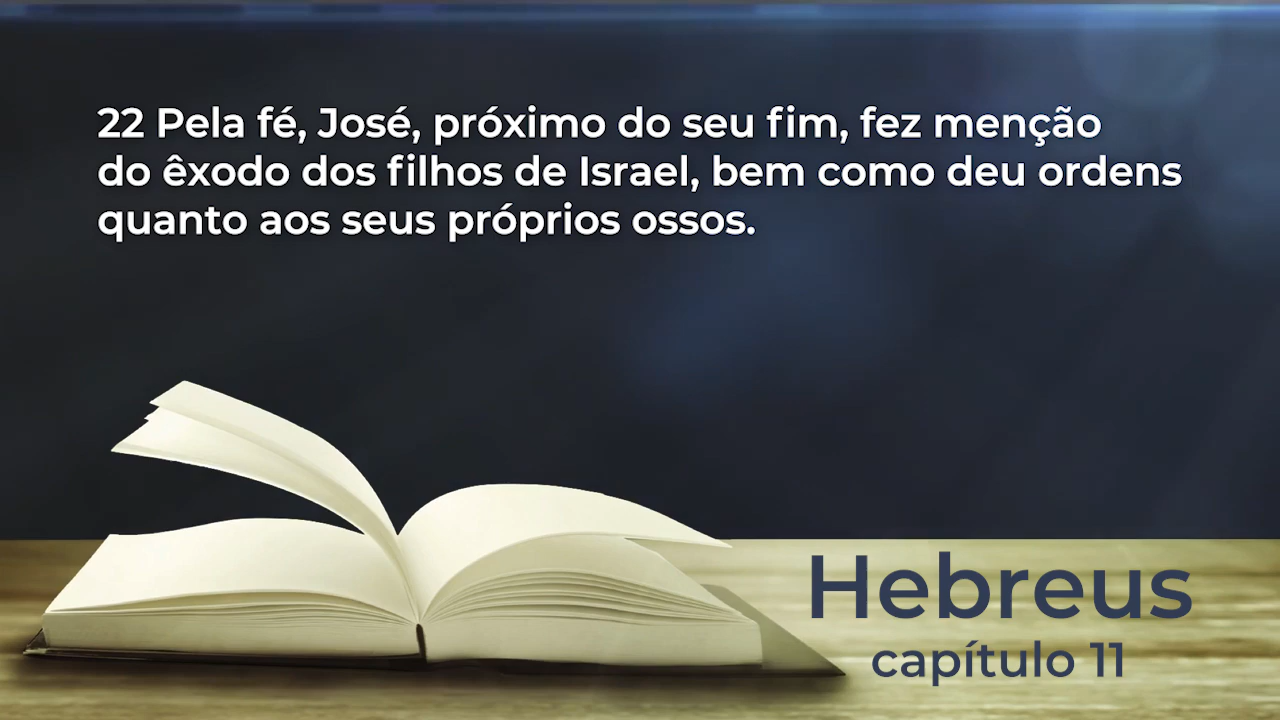 22 Pela fé, José, próximo do seu fim, fez menção
do êxodo dos filhos de Israel, bem como deu ordens
quanto aos seus próprios ossos.
Hebreus
capítulo 11